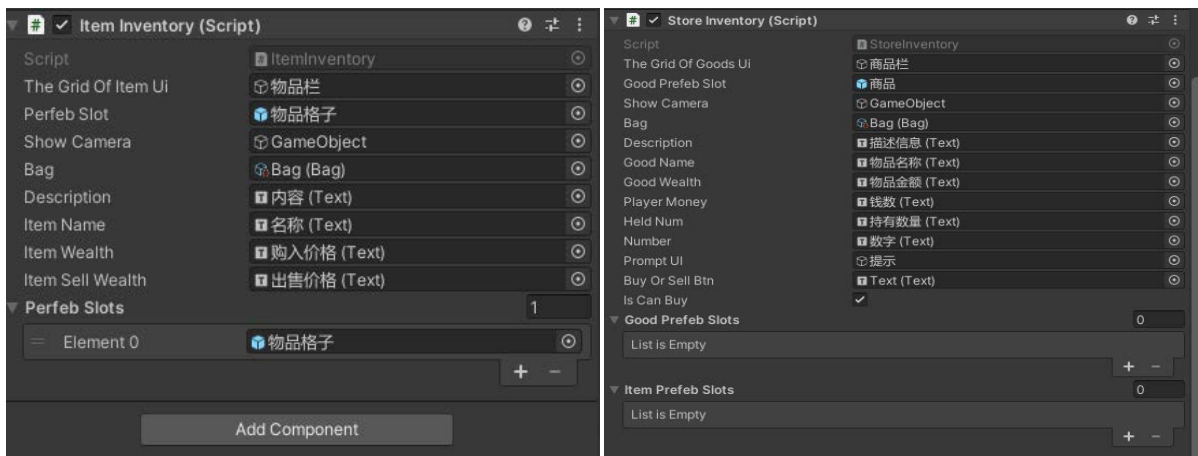 Item Inventory (Script)
Script ItemInventory
The Grid Of Item Ui 物品栏
Perfeb Slot 物品格子
Show Camera GameObject
Bag Bag (Bag)
Description 内容 (Text)
Item Name 名称 (Text)
Item Wealth 购入价格 (Text)
Item Sell Wealth 出售价格 (Text)
Perfeb Slots 1
Element 0 物品格子
Add Component
Store Inventory (Script)
Script StoreInventory
The Grid Of Goods Ui 商品栏
Good Prefeb Slot 商品
Show Camera GameObject
Bag Bag (Bag)
Description 描述信息 (Text)
Good Name 物品名称 (Text)
Good Wealth 物品金额 (Text)
Player Money 钱数 (Text)
Held Num 持有数量 (Text)
Number 数字 (Text)
Prompt UI 提示
Buy Or Sell Btn Text (Text)
Is Can Buy
Good Prefeb Slots 0
List is Empty
Item Prefeb Slots 0
List is Empty